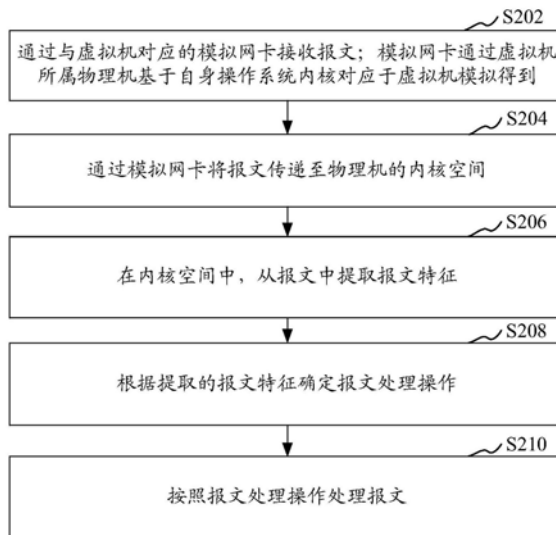 S202
通过与虚拟机对应的模拟网卡接收报文；模拟网卡通过虚拟机
所属物理机基于自身操作系统内核对应于虚拟机模拟得到
S204
通过模拟网卡将报文传递至物理机的内核空间
S206
在内核空间中，从报文中提取报文特征
S208
根据提取的报文特征确定报文处理操作
S210
按照报文处理操作处理报文